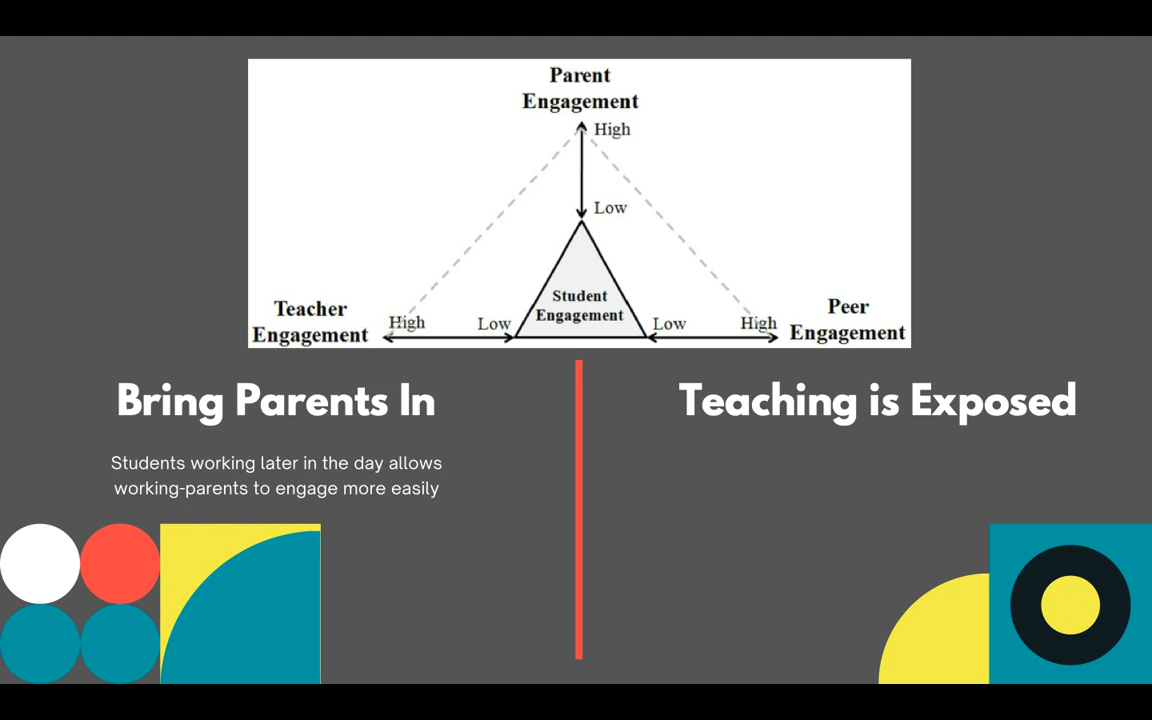 Parent
Engagement
High
Low
Student
Engagement
Teacher
Engagement
High
Low
Low
High
Peer
Engagement
Bring Parents In
Students working later in the day allows
working-parents to engage more easily
Teaching is Exposed